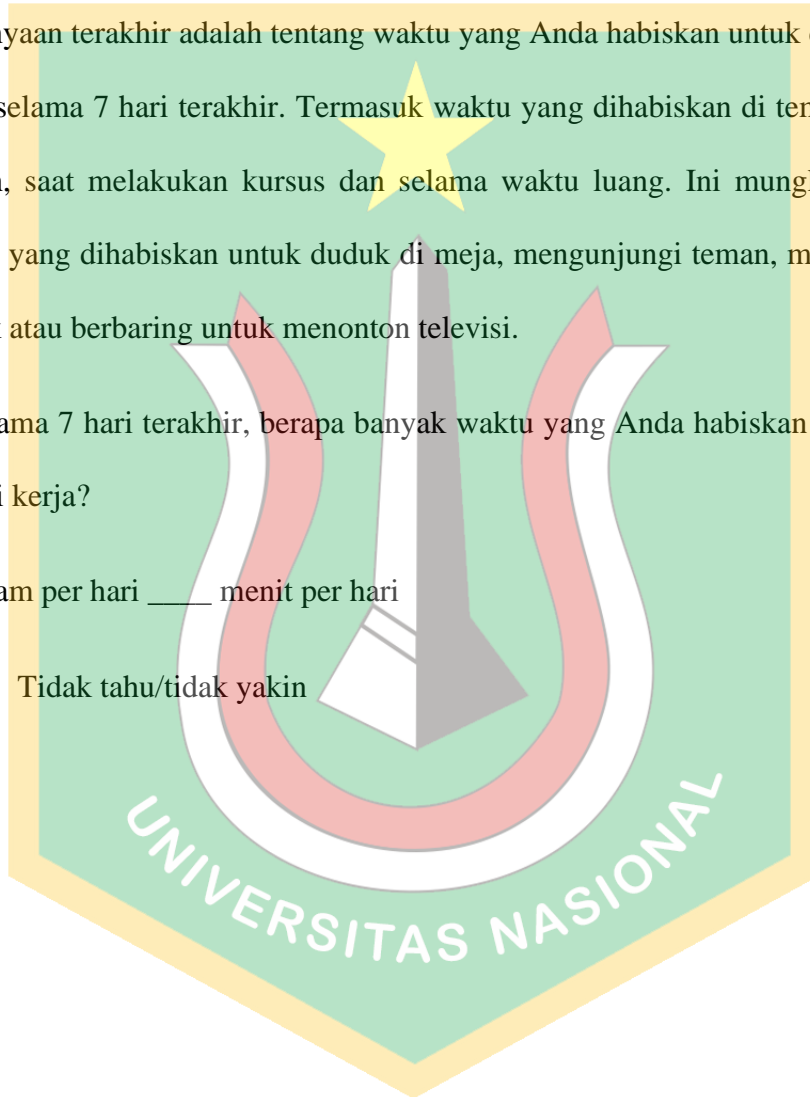 nyaan terakhir adalah tentang waktu yang Anda habiskan untuk
selama 7 hari terakhir. Termasuk waktu yang dihabiskan di
saat melakukan kursus dan selama waktu luang. Ini
yang dihabiskan untuk duduk di meja, mengunjungi teman,
atau berbaring untuk menonton televisi.
ama 7 hari terakhir, berapa banyak waktu yang Anda habiskan
i kerja?
am per hari ____ menit per hari
Tidak tahu/tidak yakin
UNIVERSITAS NASIONAL